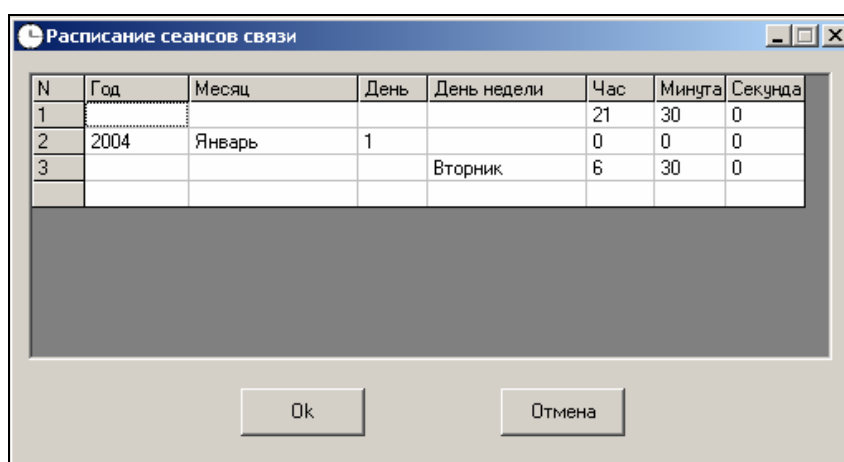 Расписание сеансов связи
N Год Месяц День День недели Час Минута Секунда
1 21 30 0
2 2004 Январь 1 0 0 0
3 Вторник 6 30 0
Ok Отмена